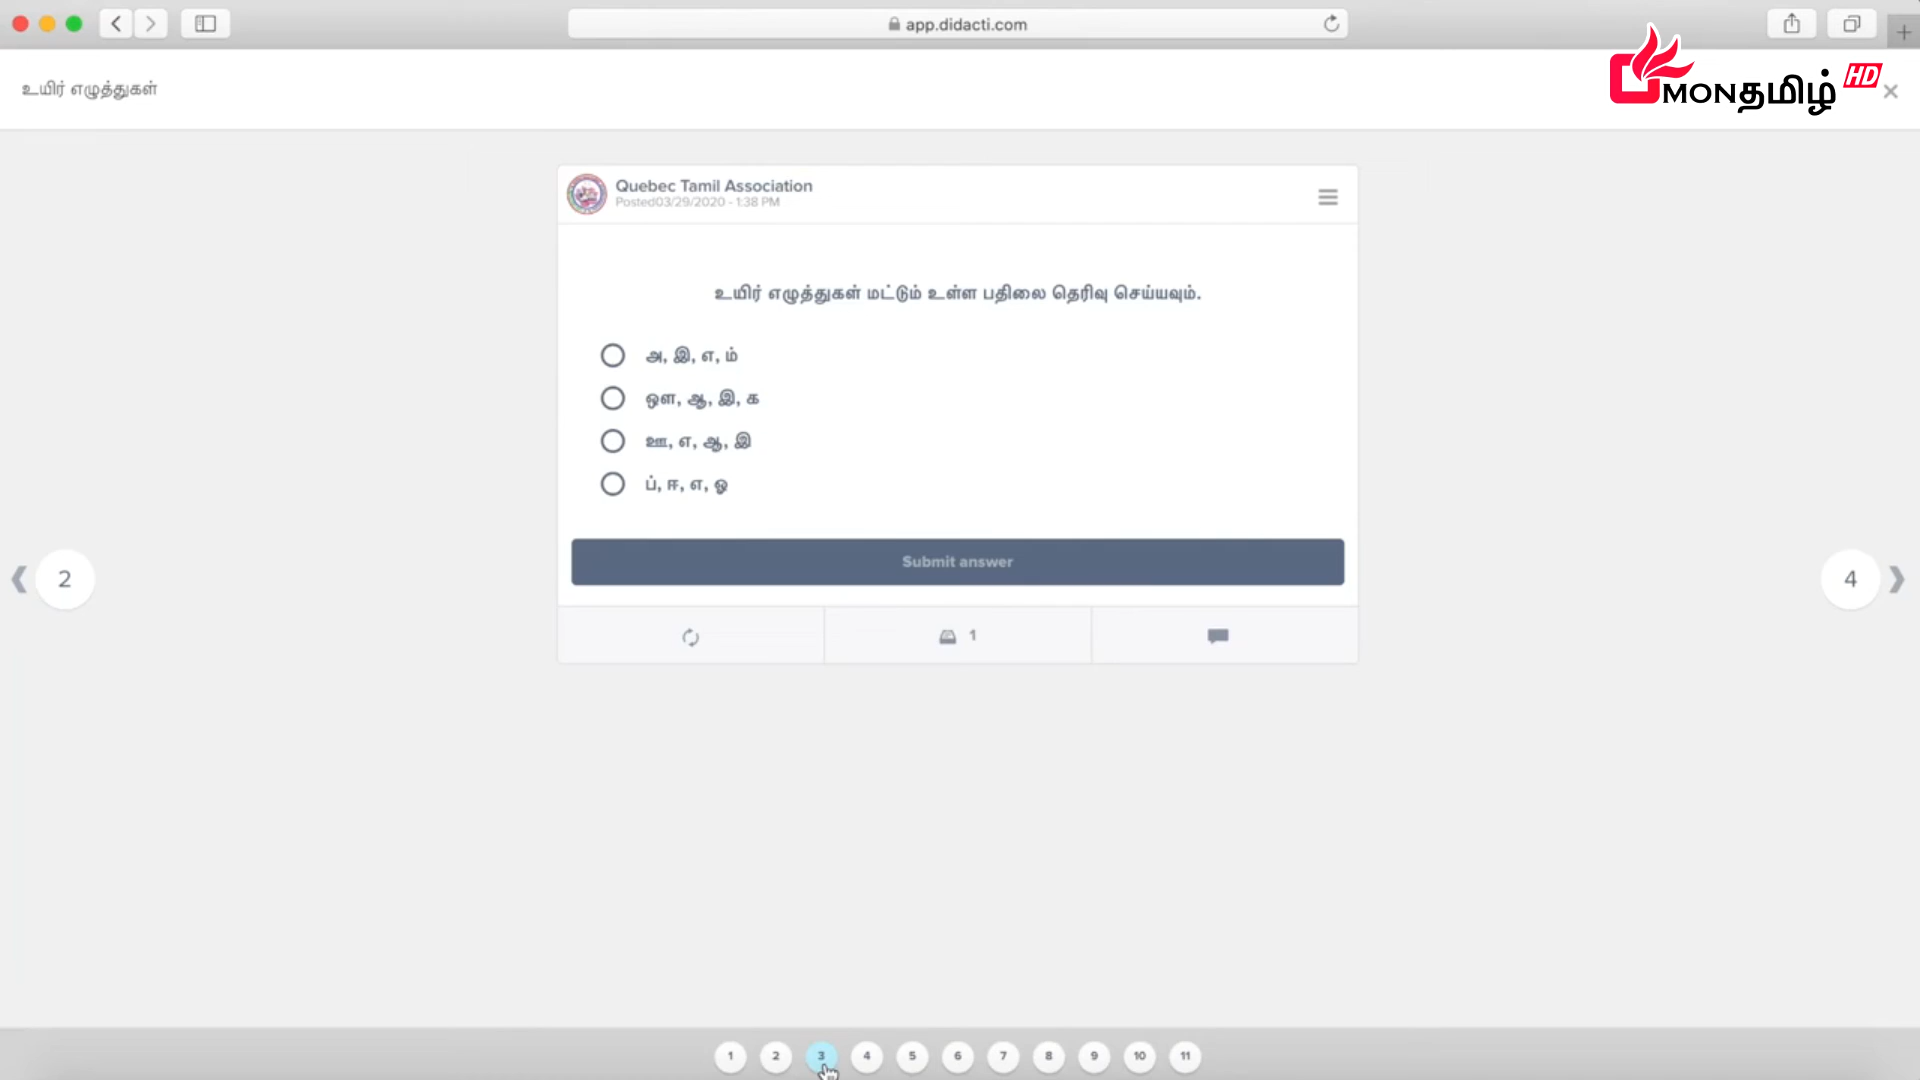 app.didacti.com
உயிர் எழுத்துகள்
MONதமிழ் HD
Quebec Tamil Association
Posted03/29/2020 - 1:38 PM
உயிர் எழுத்துகள் மட்டும் உள்ள பதிலை தெரிவு செய்யவும்.
அ, இ, எ, ம்
ஔ, ஆ, இ, க
ஊ, எ, ஆ, இ
ப், ஈ, எ, ஓ
2
4
Submit answer
1
1 2 3 4 5 6 7 8 9 10 11